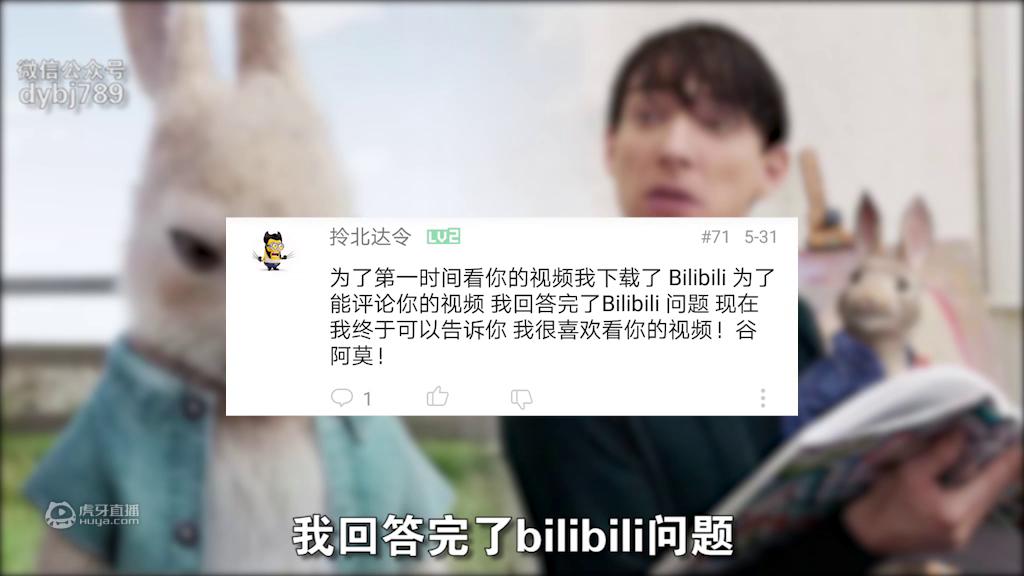 微信公众号
dybj789
拎北达令 LV2 #71 5-31
为了第一时间看你的视频我下载了 Bilibili 为了
能评论你的视频 我回答完了Bilibili 问题 现在
我终于可以告诉你 我很喜欢看你的视频！谷
阿莫！
1
虎牙直播
Huya.com
我回答完了bilibili问题